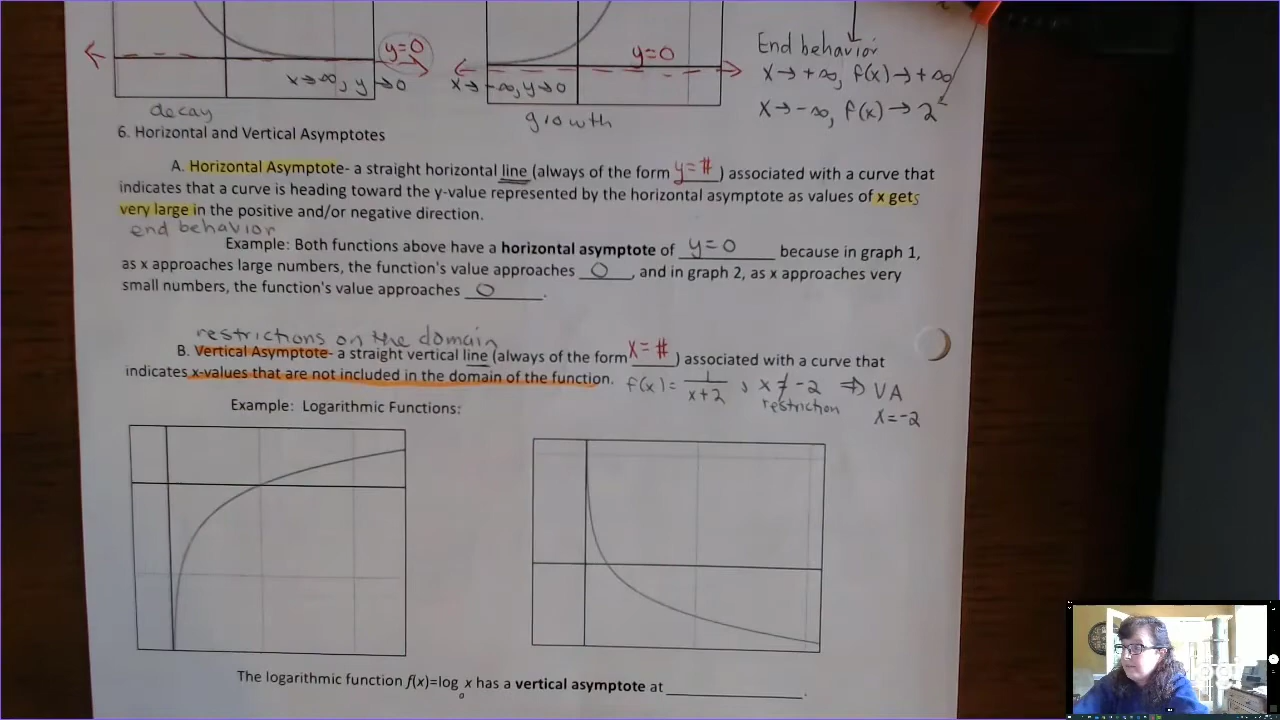 y=0
y=0
x→∞, y→0
x→-∞, y→0
End behavior
x→+∞, f(x)→+∞
x→-∞, f(x)→2
decay
growth
6. Horizontal and Vertical Asymptotes
A. Horizontal Asymptote- a straight horizontal line (always of the form y=#) associated with a curve that
indicates that a curve is heading toward the y-value represented by the horizontal asymptote as values of x gets
very large in the positive and/or negative direction.
end behavior
Example: Both functions above have a horizontal asymptote of y=0 because in graph 1,
as x approaches large numbers, the function's value approaches 0, and in graph 2, as x approaches very
small numbers, the function's value approaches 0.
restrictions on the domain
B. Vertical Asymptote- a straight vertical line (always of the form x=#) associated with a curve that
indicates x-values that are not included in the domain of the function.
f(x)=1/(x+2), x≠-2 ⇒ VA
restriction
x=-2
Example: Logarithmic Functions:
The logarithmic function f(x)=logₐ x has a vertical asymptote at ______.